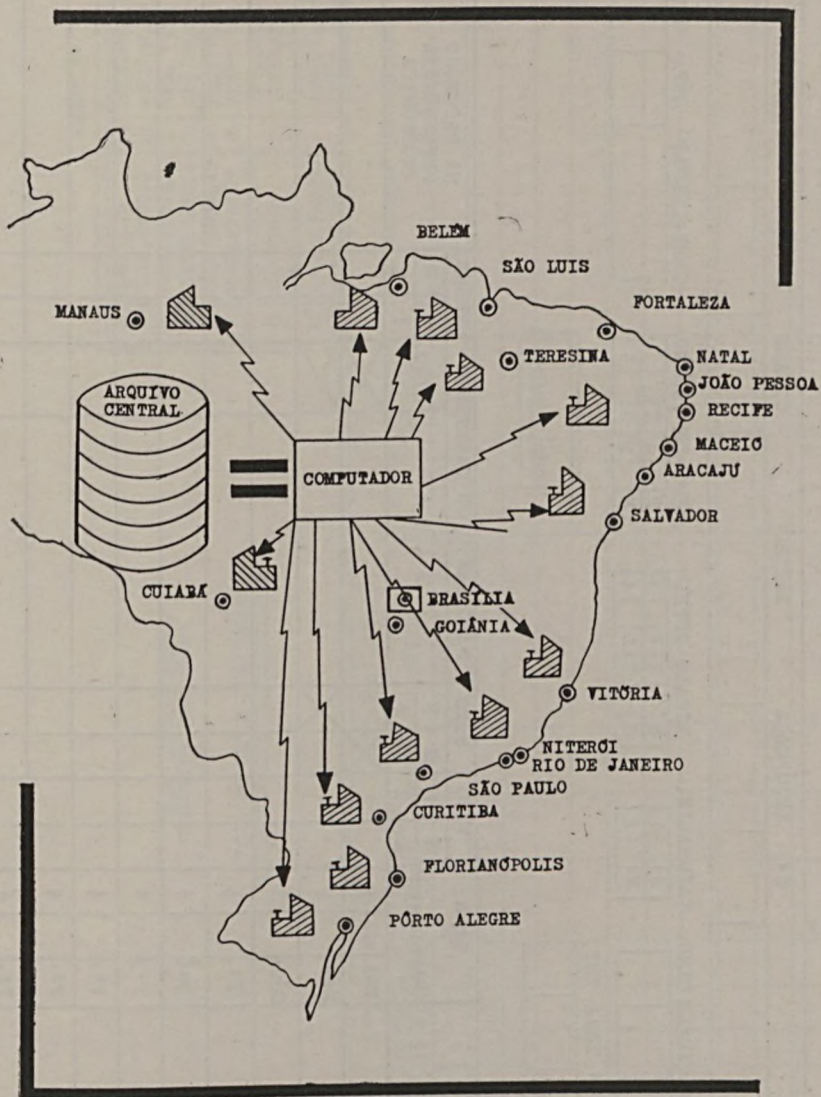 BELÉM
SÃO LUIS
MANAUS
FORTALEZA
TERESINA
NATAL
JOÃO PESSOA
RECIFE
ARQUIVO
CENTRAL
MACEIÓ
COMPUTADOR
ARACAJÚ
SALVADOR
CUIABÁ
BRASÍLIA
GOIÂNIA
VITÓRIA
NITERÓI
RIO DE JANEIRO
SÃO PAULO
CURITIBA
FLORIANÓPOLIS
PÔRTO ALEGRE